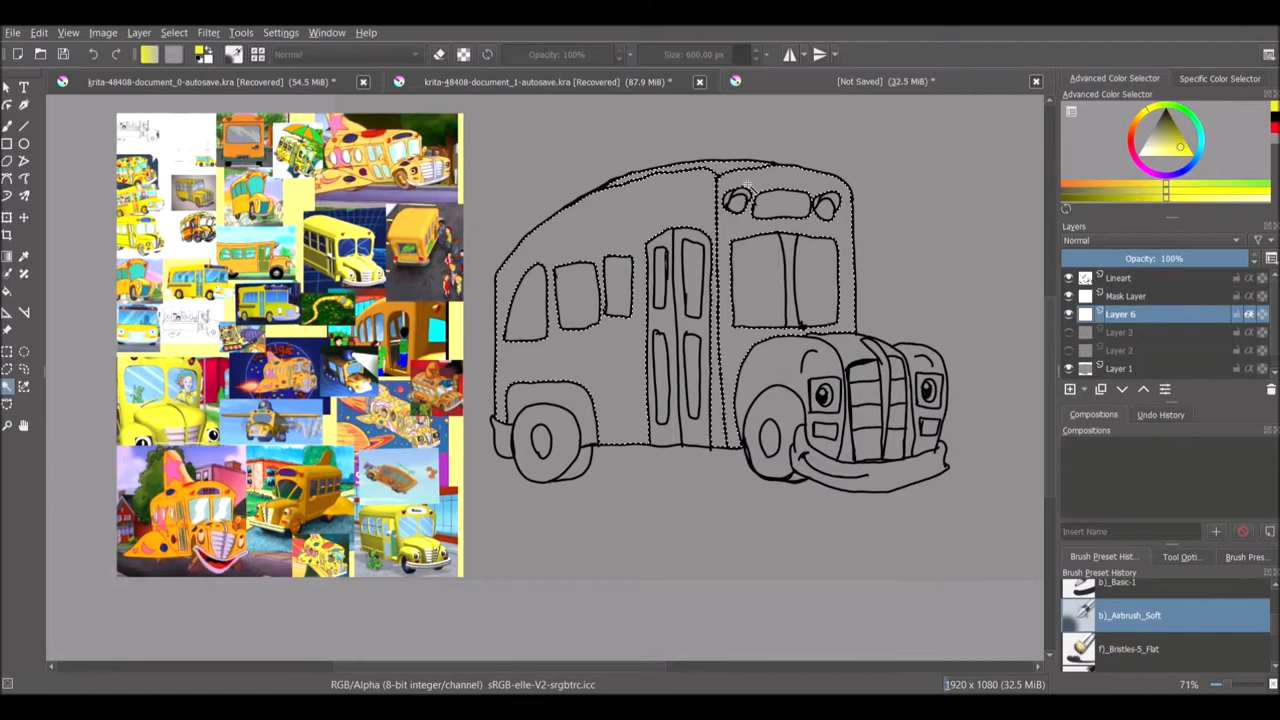 File Edit View Image Layer Filter Tools Settings Window Help
Normal Opacity: 100% Size: 600.00 px
krita-48408-document_0-autosave.kra [Recovered] (54.5 MiB) *
krita-48408-document_1-autosave.kra [Recovered] (87.9 MiB) *
[Not Saved] (32.5 MiB) *
Advanced Color Selector Specific Color Selector
Advanced Color Selector
Layers
Normal
Opacity: 100%
Lineart
Mask Layer
Layer 6
Layer 3
Layer 2
Layer 1
Compositions Undo History
Compositions
Insert Name
Brush Preset Hist... Tool Opti... Brush Pres...
Brush Preset History
b)_Basic-1
b)_Airbrush_Soft
f)_Bristles-5_Flat
RGB/Alpha (8-bit integer/channel) sRGB-elle-V2-srgbtrc.icc
1920 x 1080 (32.5 MiB)
71%